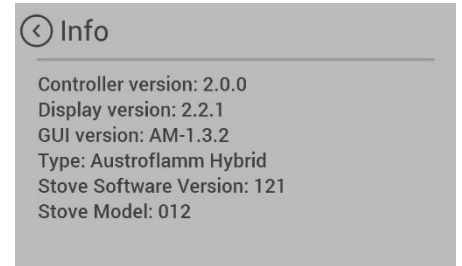 Info
Controller version: 2.0.0
Display version: 2.2.1
GUI version: AM-1.3.2
Type: Austroflamm Hybrid
Stove Software Version: 121
Stove Model: 012